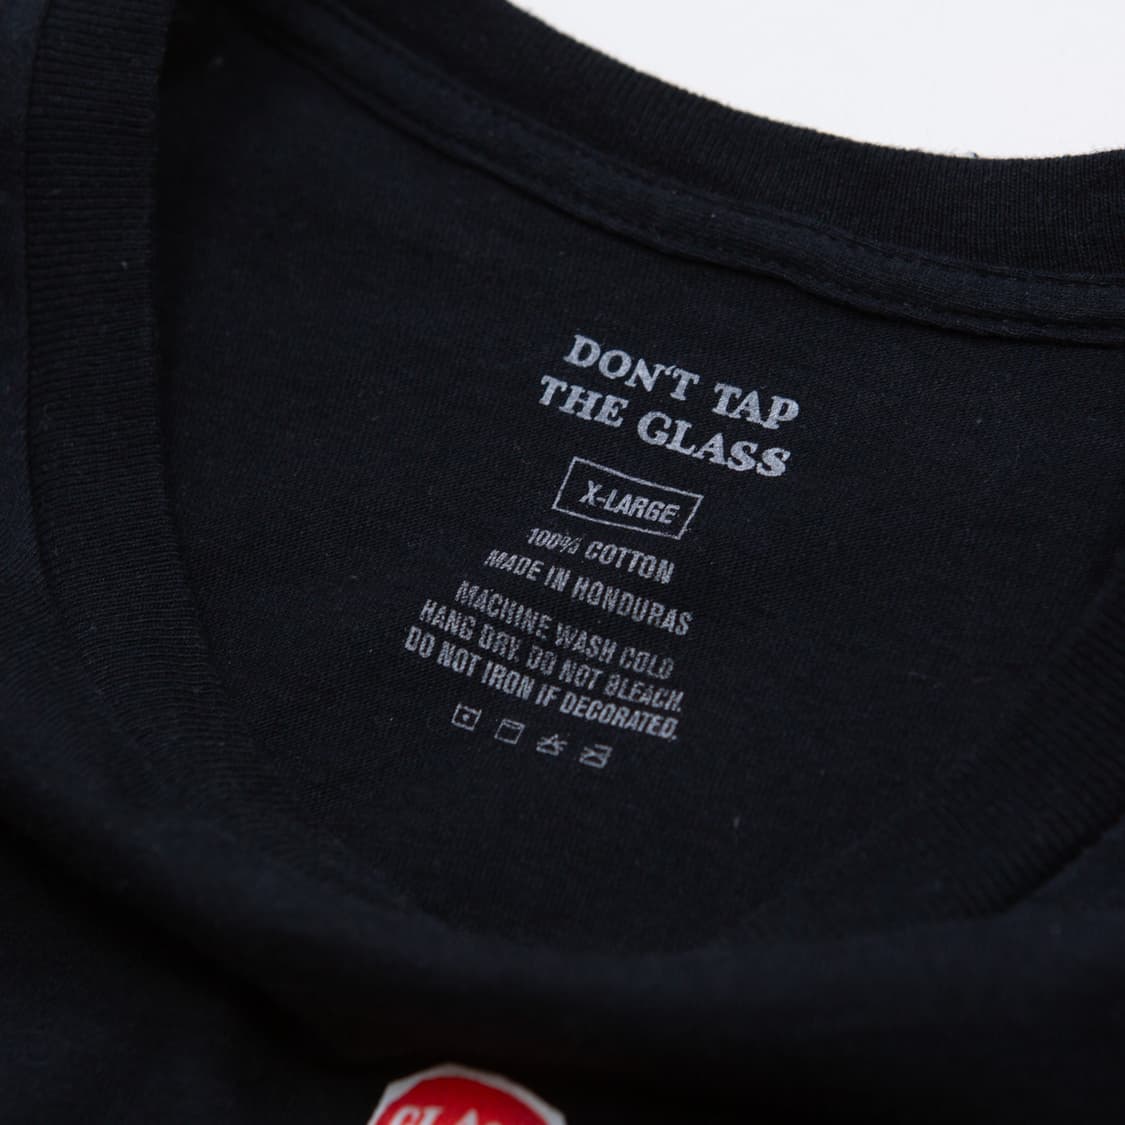 DON'T TAP
THE GLASS
X-LARGE
100% COTTON
MADE IN HONDURAS
MACHINE WASH COLD
HANG DRY. DO NOT BLEACH.
DO NOT IRON IF DECORATED.